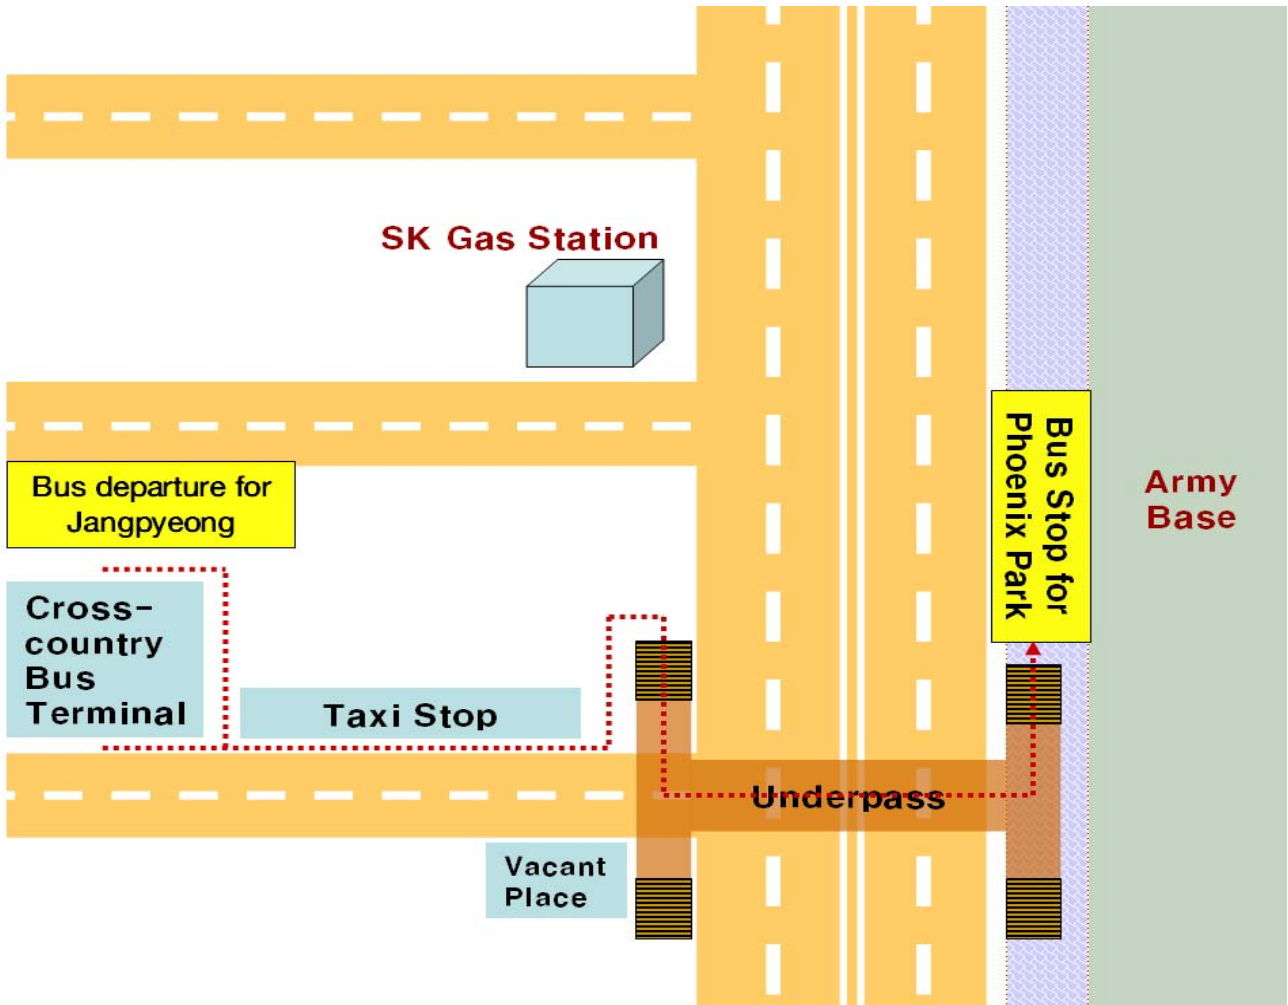 SK Gas Station
Bus departure for
Jangpyeong
Bus Stop for
Phoenix Park
Army
Base
Cross-
country
Bus
Terminal
Taxi Stop
Underpass
Vacant
Place